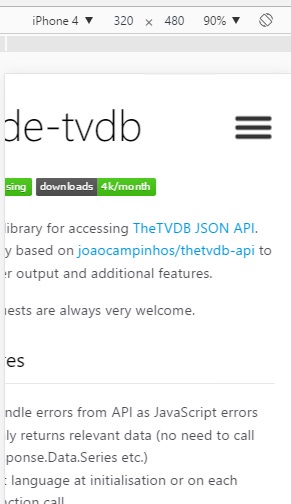 iPhone 4 ▼ 320 × 480 90% ▼
de-tvdb
sing downloads 4k/month
library for accessing TheTVDB JSON API.
y based on joaocampinhos/thetvdb-api to
er output and additional features.
uests are always very welcome.
res
ndle errors from API as JavaScript errors
ly returns relevant data (no need to call
ponse.Data.Series etc.)
t language at initialisation or on each
nction call